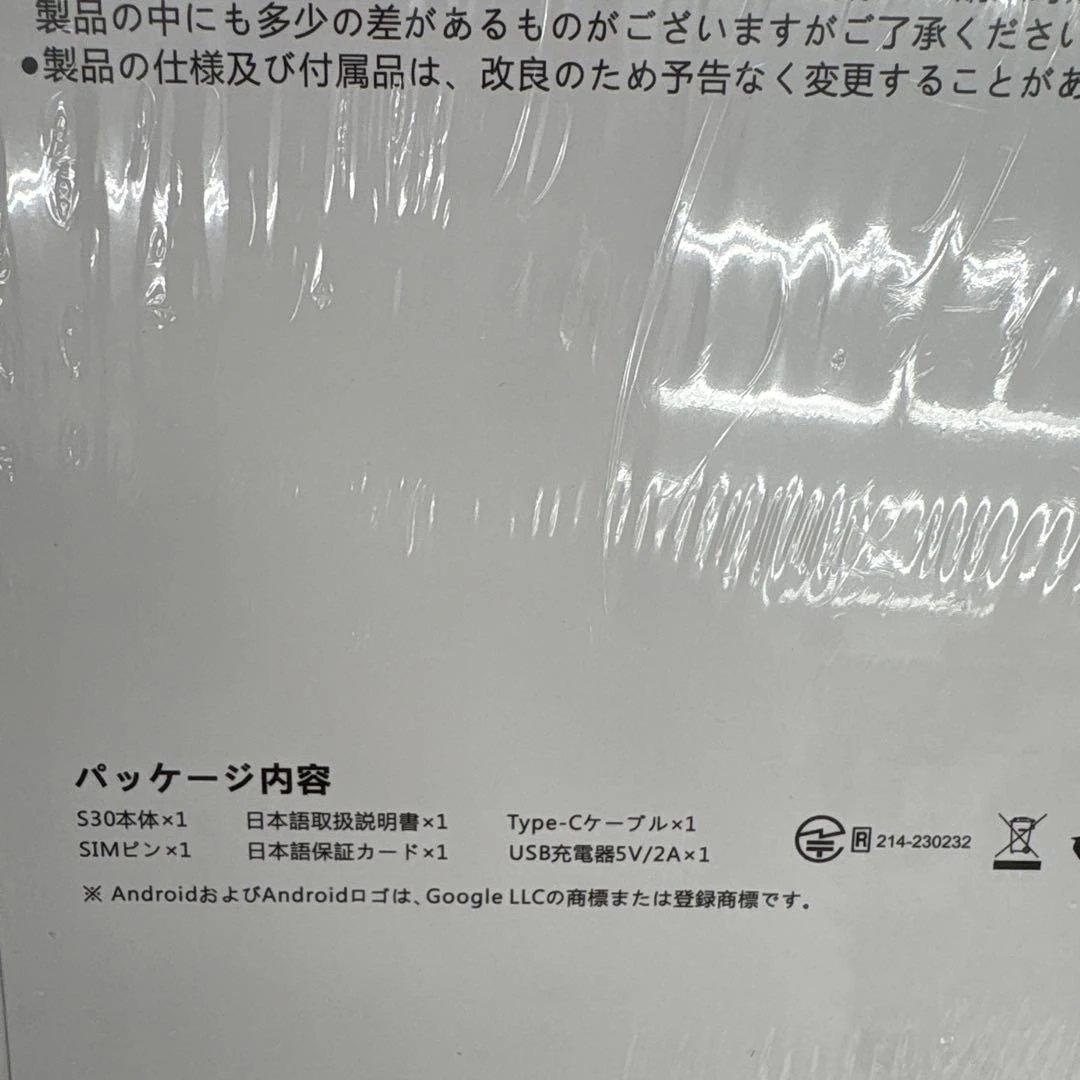 製品の中にも多少の差があるものがございますがご了承ください
●製品の仕様及び付属品は、改良のため予告なく変更することがあ
パッケージ内容
S30本体×1 日本語取扱説明書×1 Type-Cケーブル×1
SIMピン×1 日本語保証カード×1 USB充電器5V/2A×1
R 214-230232
※ AndroidおよびAndroidロゴは、Google LLCの商標または登録商標です。